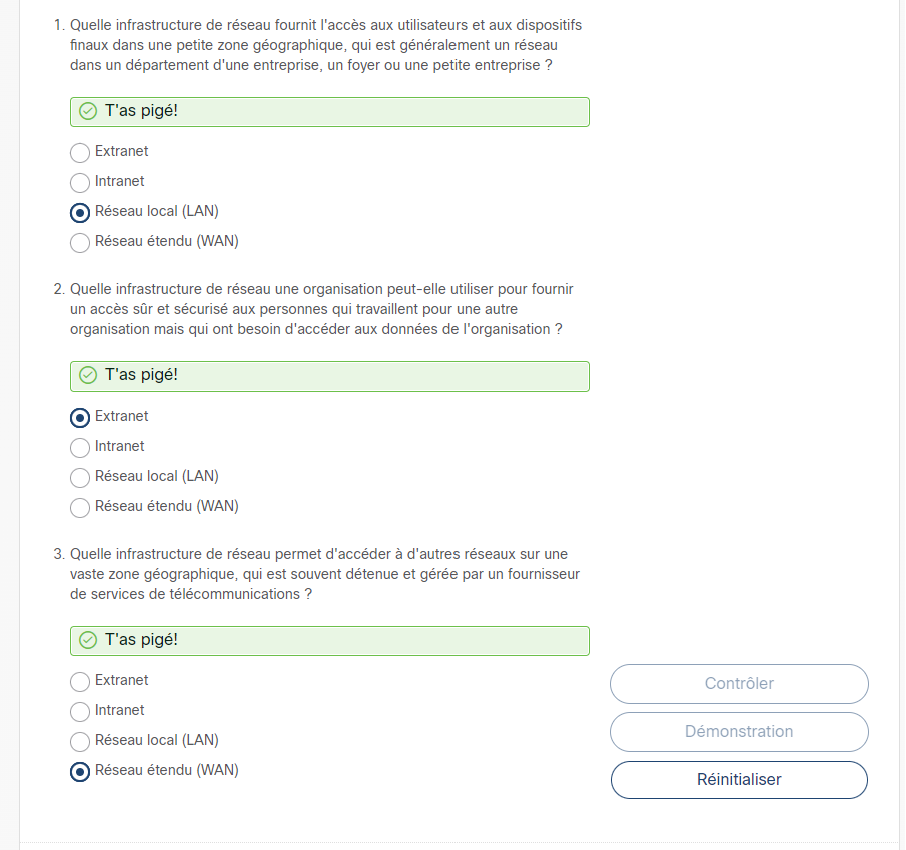 1. Quelle infrastructure de réseau fournit l'accès aux utilisateurs et aux dispositifs
finaux dans une petite zone géographique, qui est généralement un réseau
dans un département d'une entreprise, un foyer ou une petite entreprise ?
T'as pigé!
Extranet
Intranet
Réseau local (LAN)
Réseau étendu (WAN)
2. Quelle infrastructure de réseau une organisation peut-elle utiliser pour fournir
un accès sûr et sécurisé aux personnes qui travaillent pour une autre
organisation mais qui ont besoin d'accéder aux données de l'organisation ?
T'as pigé!
Extranet
Intranet
Réseau local (LAN)
Réseau étendu (WAN)
3. Quelle infrastructure de réseau permet d'accéder à d'autres réseaux sur une
vaste zone géographique, qui est souvent détenue et gérée par un fournisseur
de services de télécommunications ?
T'as pigé!
Extranet
Intranet
Réseau local (LAN)
Réseau étendu (WAN)
Contrôler
Démonstration
Réinitialiser